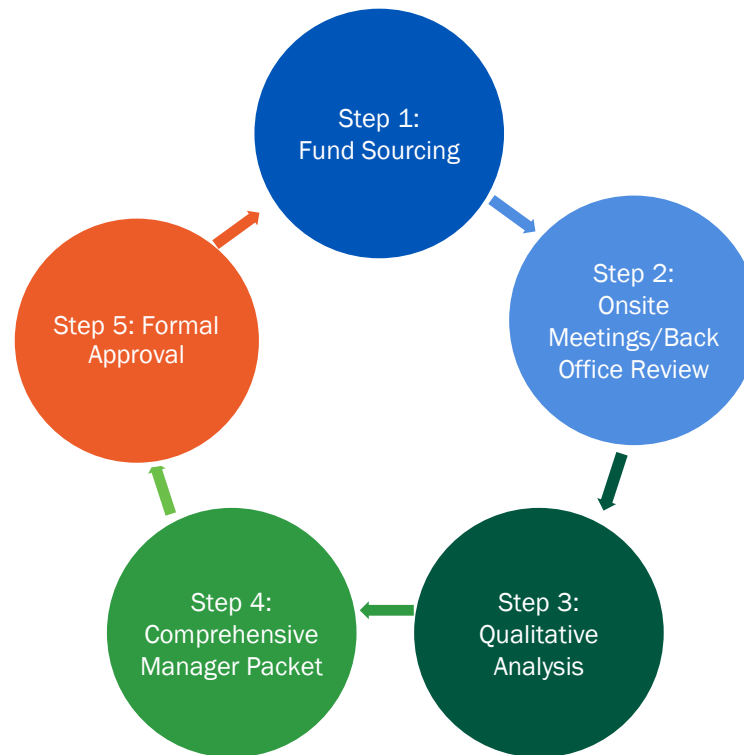 Step 1:
Fund Sourcing
Step 2:
Onsite
Meetings/Back
Office Review
Step 3:
Qualitative
Analysis
Step 4:
Comprehensive
Manager Packet
Step 5: Formal
Approval